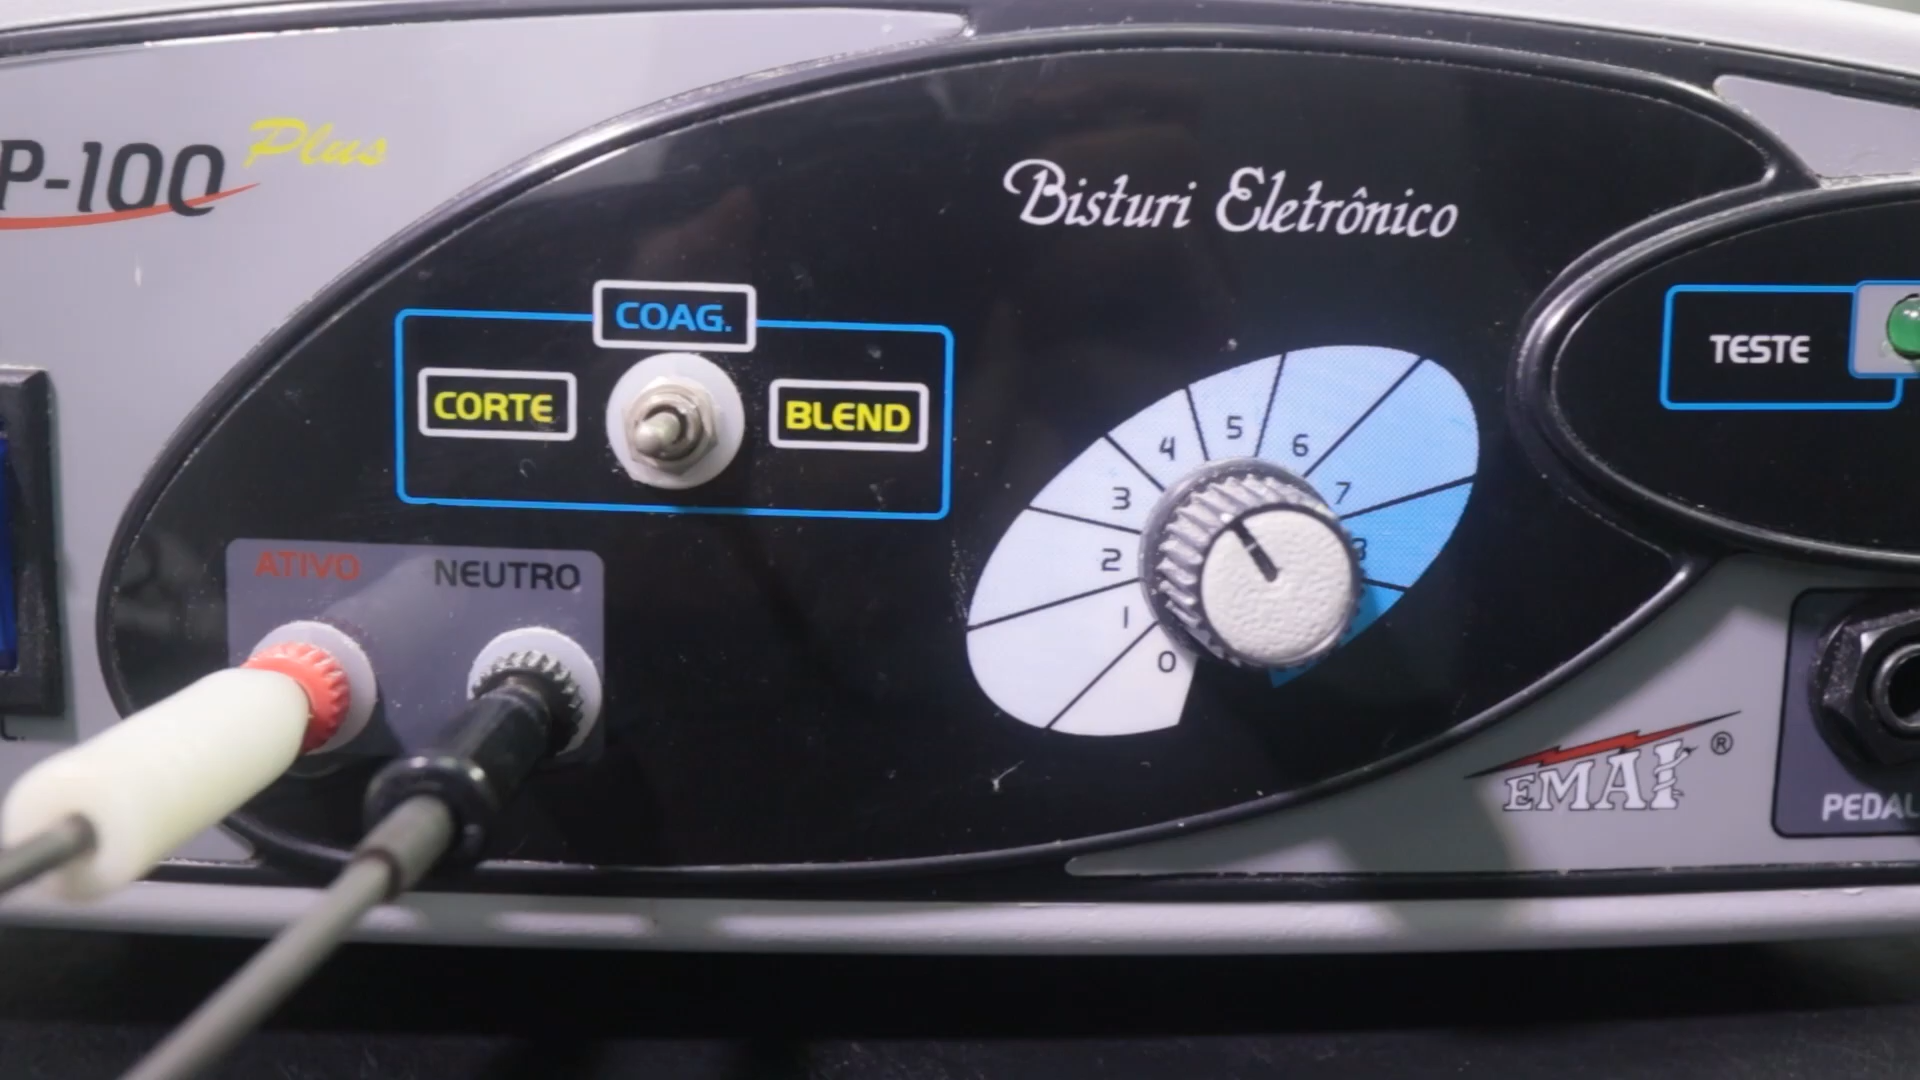 P-100 Plus
Bisturi Eletrônico
COAG.
CORTE
BLEND
TESTE
ATIVO
NEUTRO
0
1
2
3
4
5
6
7
8
EMAI ®
PEDAL